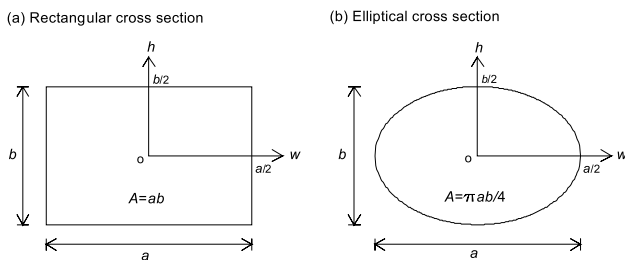 (a) Rectangular cross section
h
b/2
b
o
w
a/2
A=ab
a
(b) Elliptical cross section
h
b/2
b
o
w
a/2
A=πab/4
a